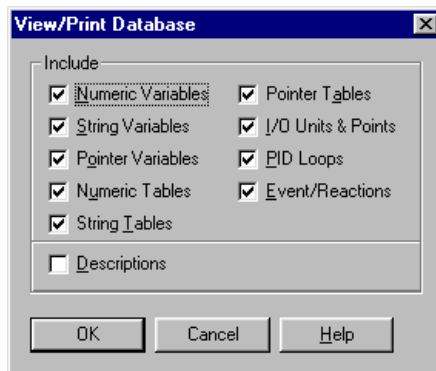 View/Print Database
Include
Numeric Variables
Pointer Tables
String Variables
I/O Units & Points
Pointer Variables
PID Loops
Numeric Tables
Event/Reactions
String Tables
Descriptions
OK
Cancel
Help